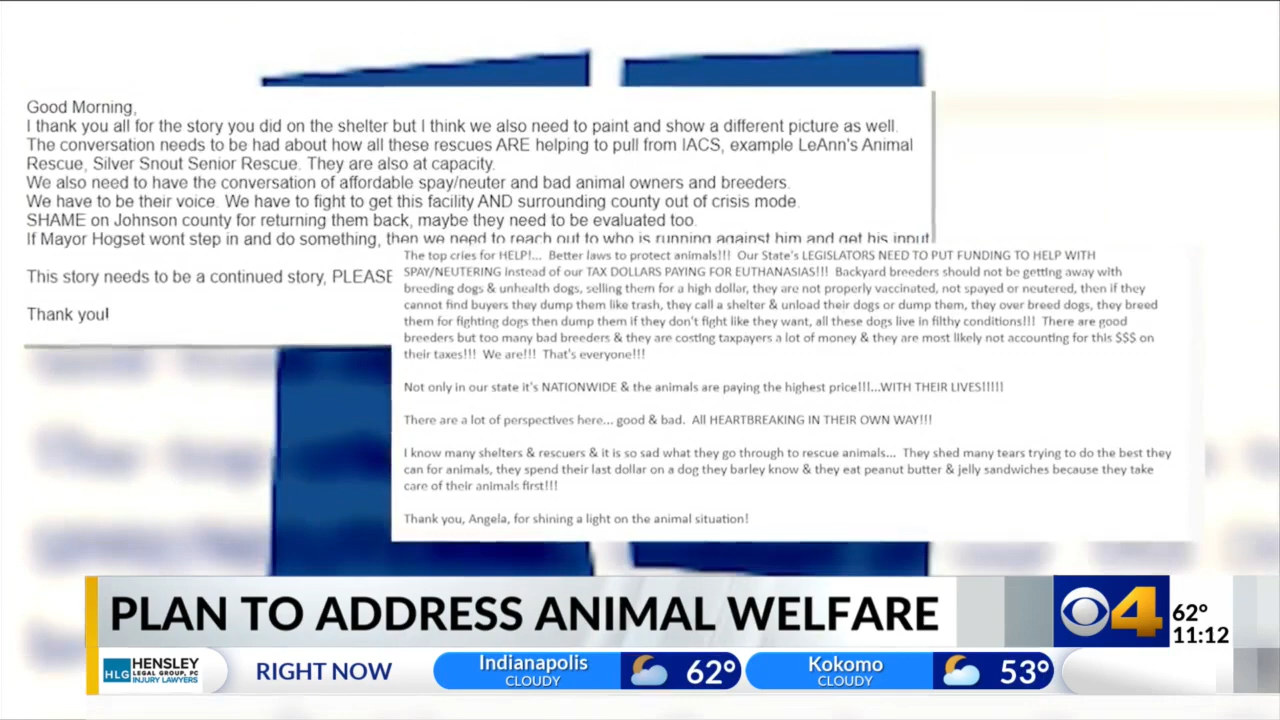 Good Morning,
I thank you all for the story you did on the shelter but I think we also need to paint and show a different picture as well.
The conversation needs to be had about how all these rescues ARE helping to pull from IACS, example LeAnn's Animal
Rescue, Silver Snout Senior Rescue. They are also at capacity.
We also need to have the conversation of affordable spay/neuter and bad animal owners and breeders.
We have to be their voice. We have to fight to get this facility AND surrounding county out of crisis mode.
SHAME on Johnson county for returning them back, maybe they need to be evaluated too.
If Mayor Hogset wont step in and do something, then we need to reach out to who is running against him and get his input
This story needs to be a continued story, PLEASE
Thank you!
The top cries for HELP!... Better laws to protect animals!!! Our State's LEGISLATORS NEED TO PUT FUNDING TO HELP WITH
SPAY/NEUTERING instead of our TAX DOLLARS PAYING FOR EUTHANASIAS!!! Backyard breeders should not be getting away with
breeding dogs & unhealth dogs, selling them for a high dollar, they are not properly vaccinated, not spayed or neutered, then if they
cannot find buyers they dump them like trash, they call a shelter & unload their dogs or dump them, they over breed dogs, they breed
them for fighting dogs then dump them if they don't fight like they want, all these dogs live in filthy conditions!!! There are good
breeders but too many bad breeders & they are costing taxpayers a lot of money & they are most likely not accounting for this $$$ on
their taxes!!! We are!!! That's everyone!!!
Not only in our state it's NATIONWIDE & the animals are paying the highest price!!!...WITH THEIR LIVES!!!!!
There are a lot of perspectives here... good & bad. All HEARTBREAKING IN THEIR OWN WAY!!!
I know many shelters & rescuers & it is so sad what they go through to rescue animals... They shed many tears trying to do the best they
can for animals, they spend their last dollar on a dog they barley know & they eat peanut butter & jelly sandwiches because they take
care of their animals first!!!
Thank you, Angela, for shining a light on the animal situation!
PLAN TO ADDRESS ANIMAL WELFARE
4
62°
11:12
HLG HENSLEY
LEGAL GROUP, PC
INJURY LAWYERS
RIGHT NOW
Indianapolis
CLOUDY
62°
Kokomo
CLOUDY
53°